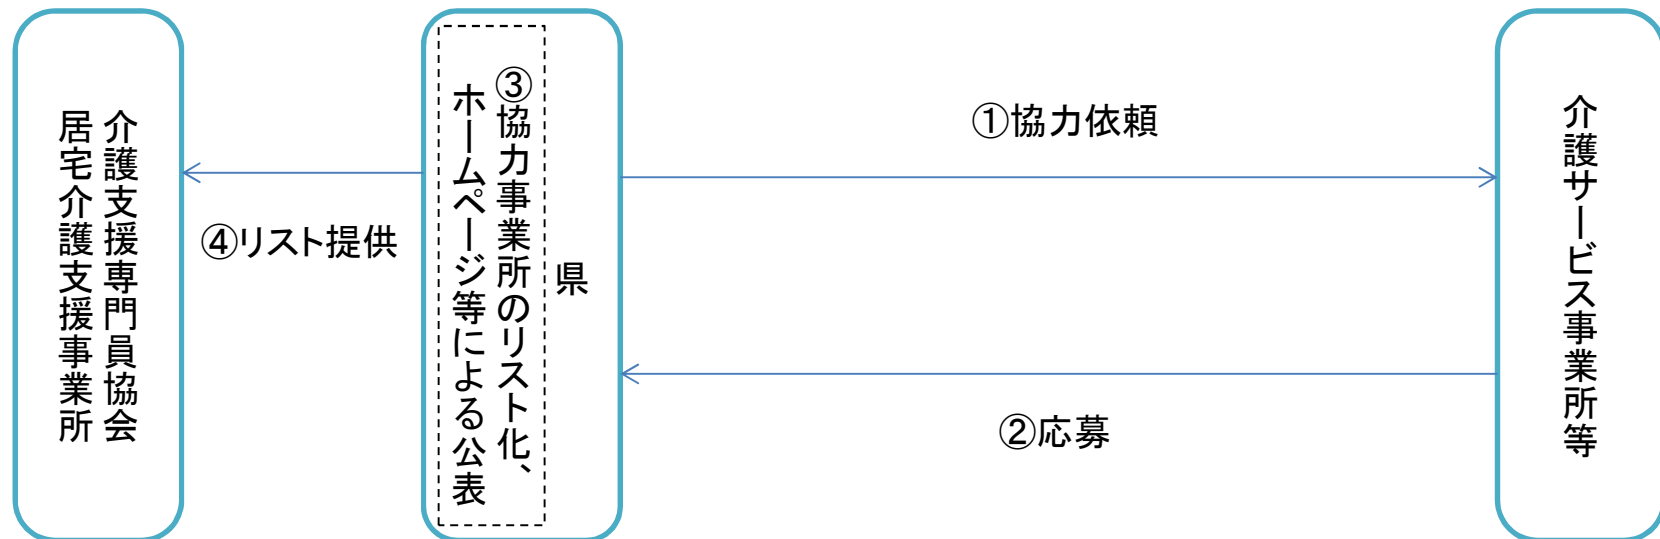 介護支援専門員協会
居宅介護支援事業所
④リスト提供
県
③協力事業所のリスト化、
ホームページ等による公表
①協力依頼
②応募
介護サービス事業所等